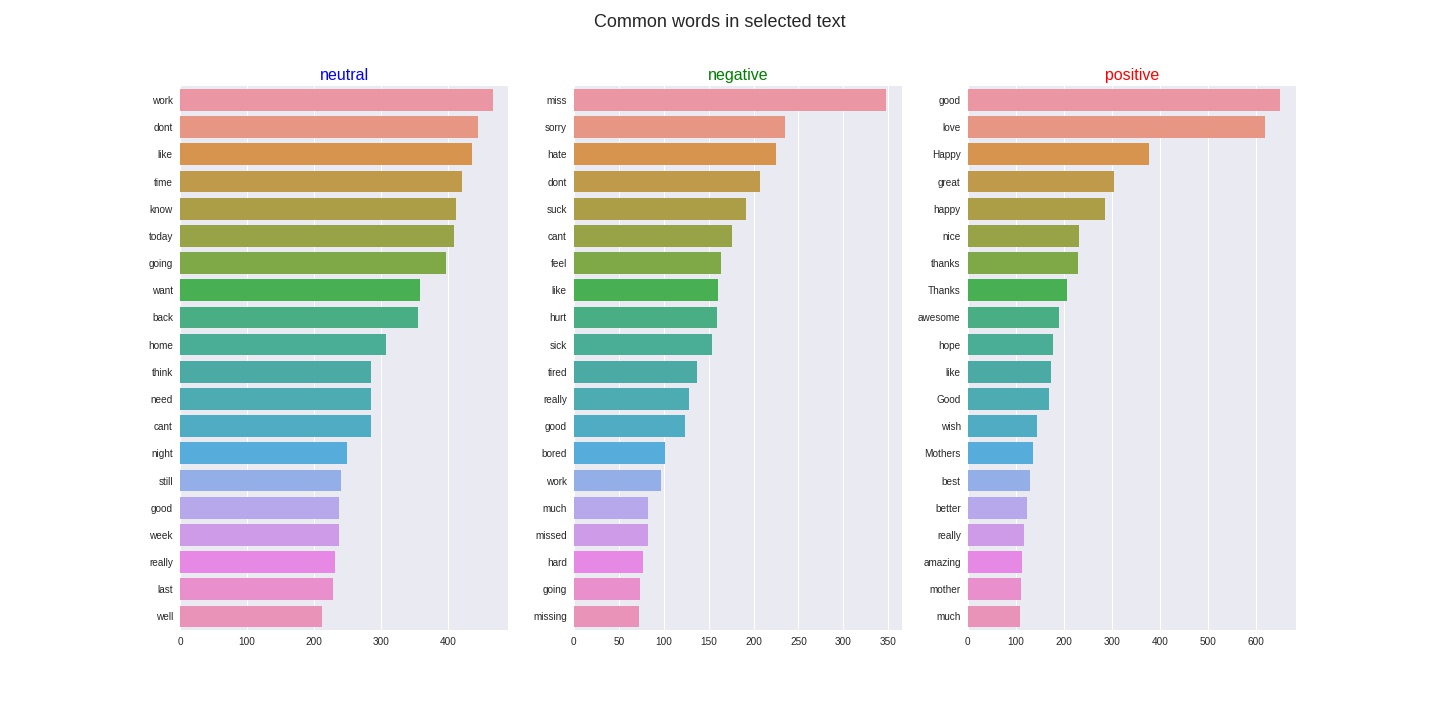 Common words in selected text
neutral
work
dont
like
time
know
today
going
want
back
home
think
need
cant
night
still
good
week
really
last
well
0 100 200 300 400
negative
miss
sorry
hate
dont
suck
cant
feel
like
hurt
sick
tired
really
good
bored
work
much
missed
hard
going
missing
0 50 100 150 200 250 300 350
positive
good
love
Happy
great
happy
nice
thanks
Thanks
awesome
hope
like
Good
wish
Mothers
best
better
really
amazing
mother
much
0 100 200 300 400 500 600